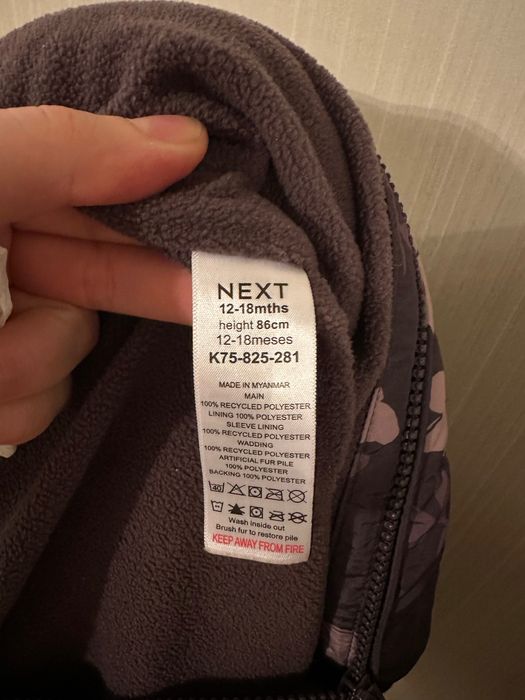 NEXT
12-18mths
height 86cm
12-18meses
K75-825-281
MADE IN MYANMAR
MAIN
100% RECYCLED POLYESTER
LINING 100% POLYESTER
SLEEVE LINING
100% RECYCLED POLYESTER
WADDING
100% RECYCLED POLYESTER
ARTIFICIAL FUR PILE
100% POLYESTER
BACKING 100% POLYESTER
40
Wash inside out
Brush fur to restore pile
KEEP AWAY FROM FIRE